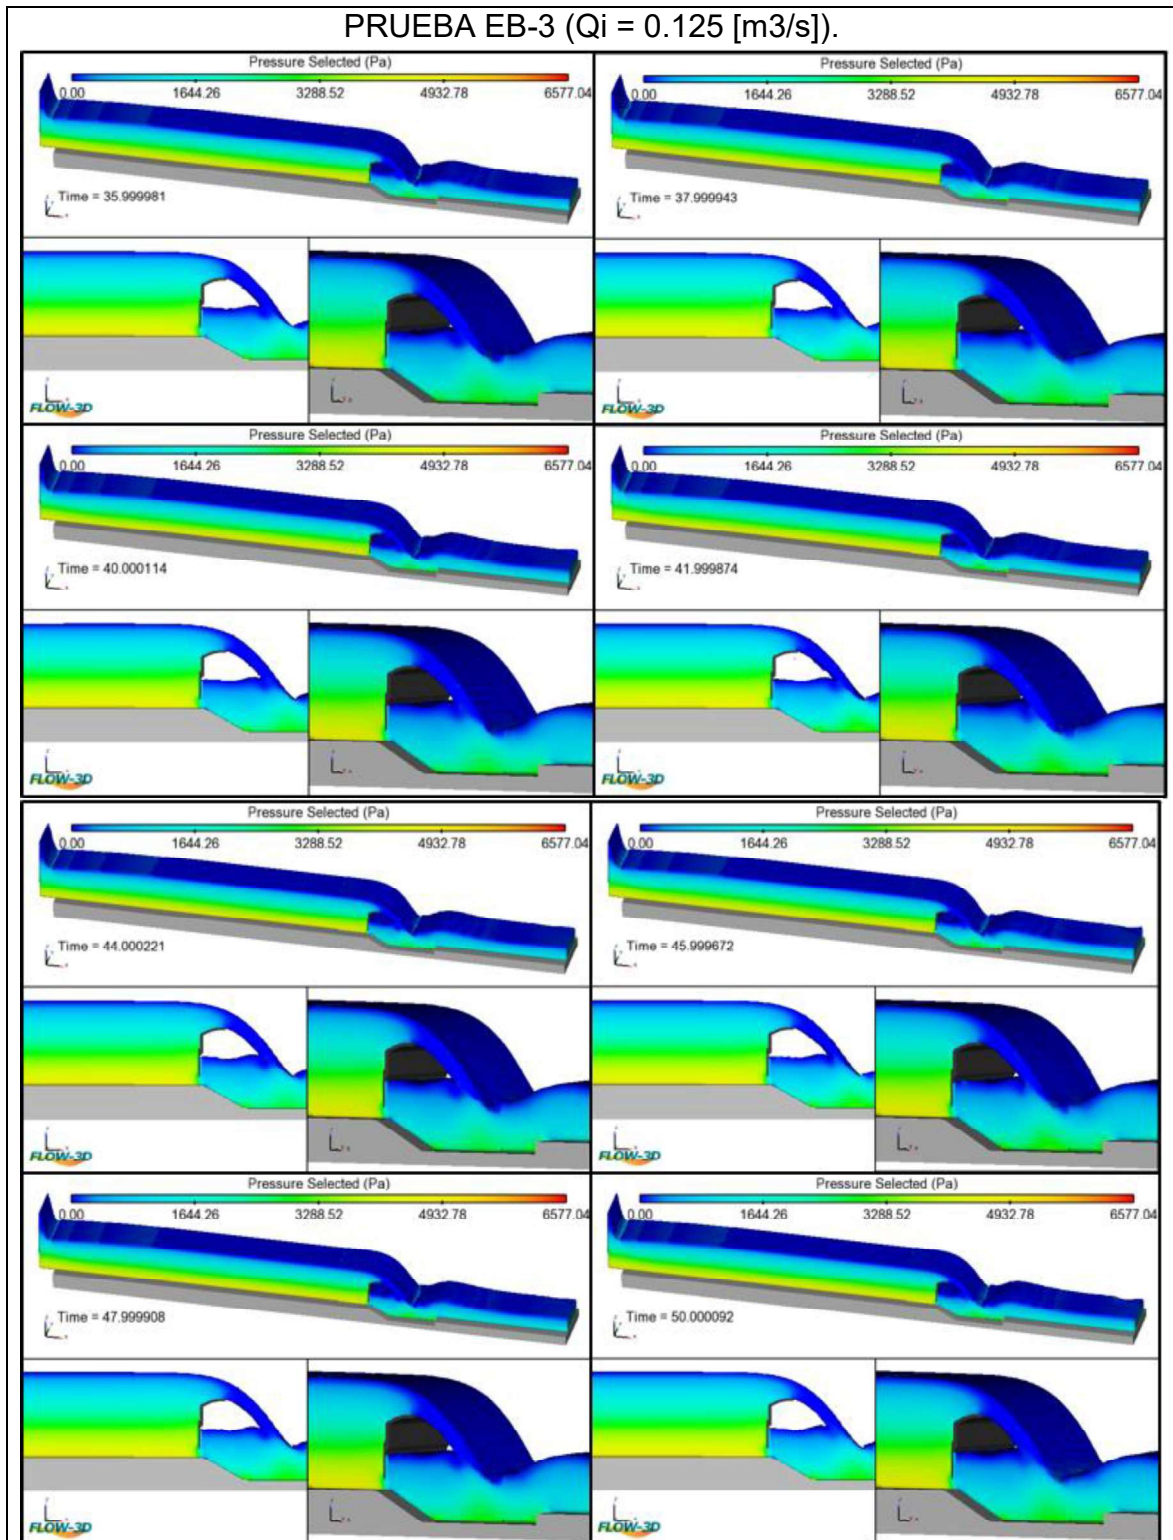 PRUEBA EB-3 (Qi = 0.125 [m3/s]).
Pressure Selected (Pa)
0.00 1644.26 3288.52 4932.78 6577.04
Time = 35.999981
FLOW-3D
Pressure Selected (Pa)
0.00 1644.26 3288.52 4932.78 6577.04
Time = 37.999943
FLOW-3D
Pressure Selected (Pa)
0.00 1644.26 3288.52 4932.78 6577.04
Time = 40.000114
FLOW-3D
Pressure Selected (Pa)
0.00 1644.26 3288.52 4932.78 6577.04
Time = 41.999874
FLOW-3D
Pressure Selected (Pa)
0.00 1644.26 3288.52 4932.78 6577.04
Time = 44.000221
FLOW-3D
Pressure Selected (Pa)
0.00 1644.26 3288.52 4932.78 6577.04
Time = 45.999672
FLOW-3D
Pressure Selected (Pa)
0.00 1644.26 3288.52 4932.78 6577.04
Time = 47.999908
FLOW-3D
Pressure Selected (Pa)
0.00 1644.26 3288.52 4932.78 6577.04
Time = 50.000092
FLOW-3D